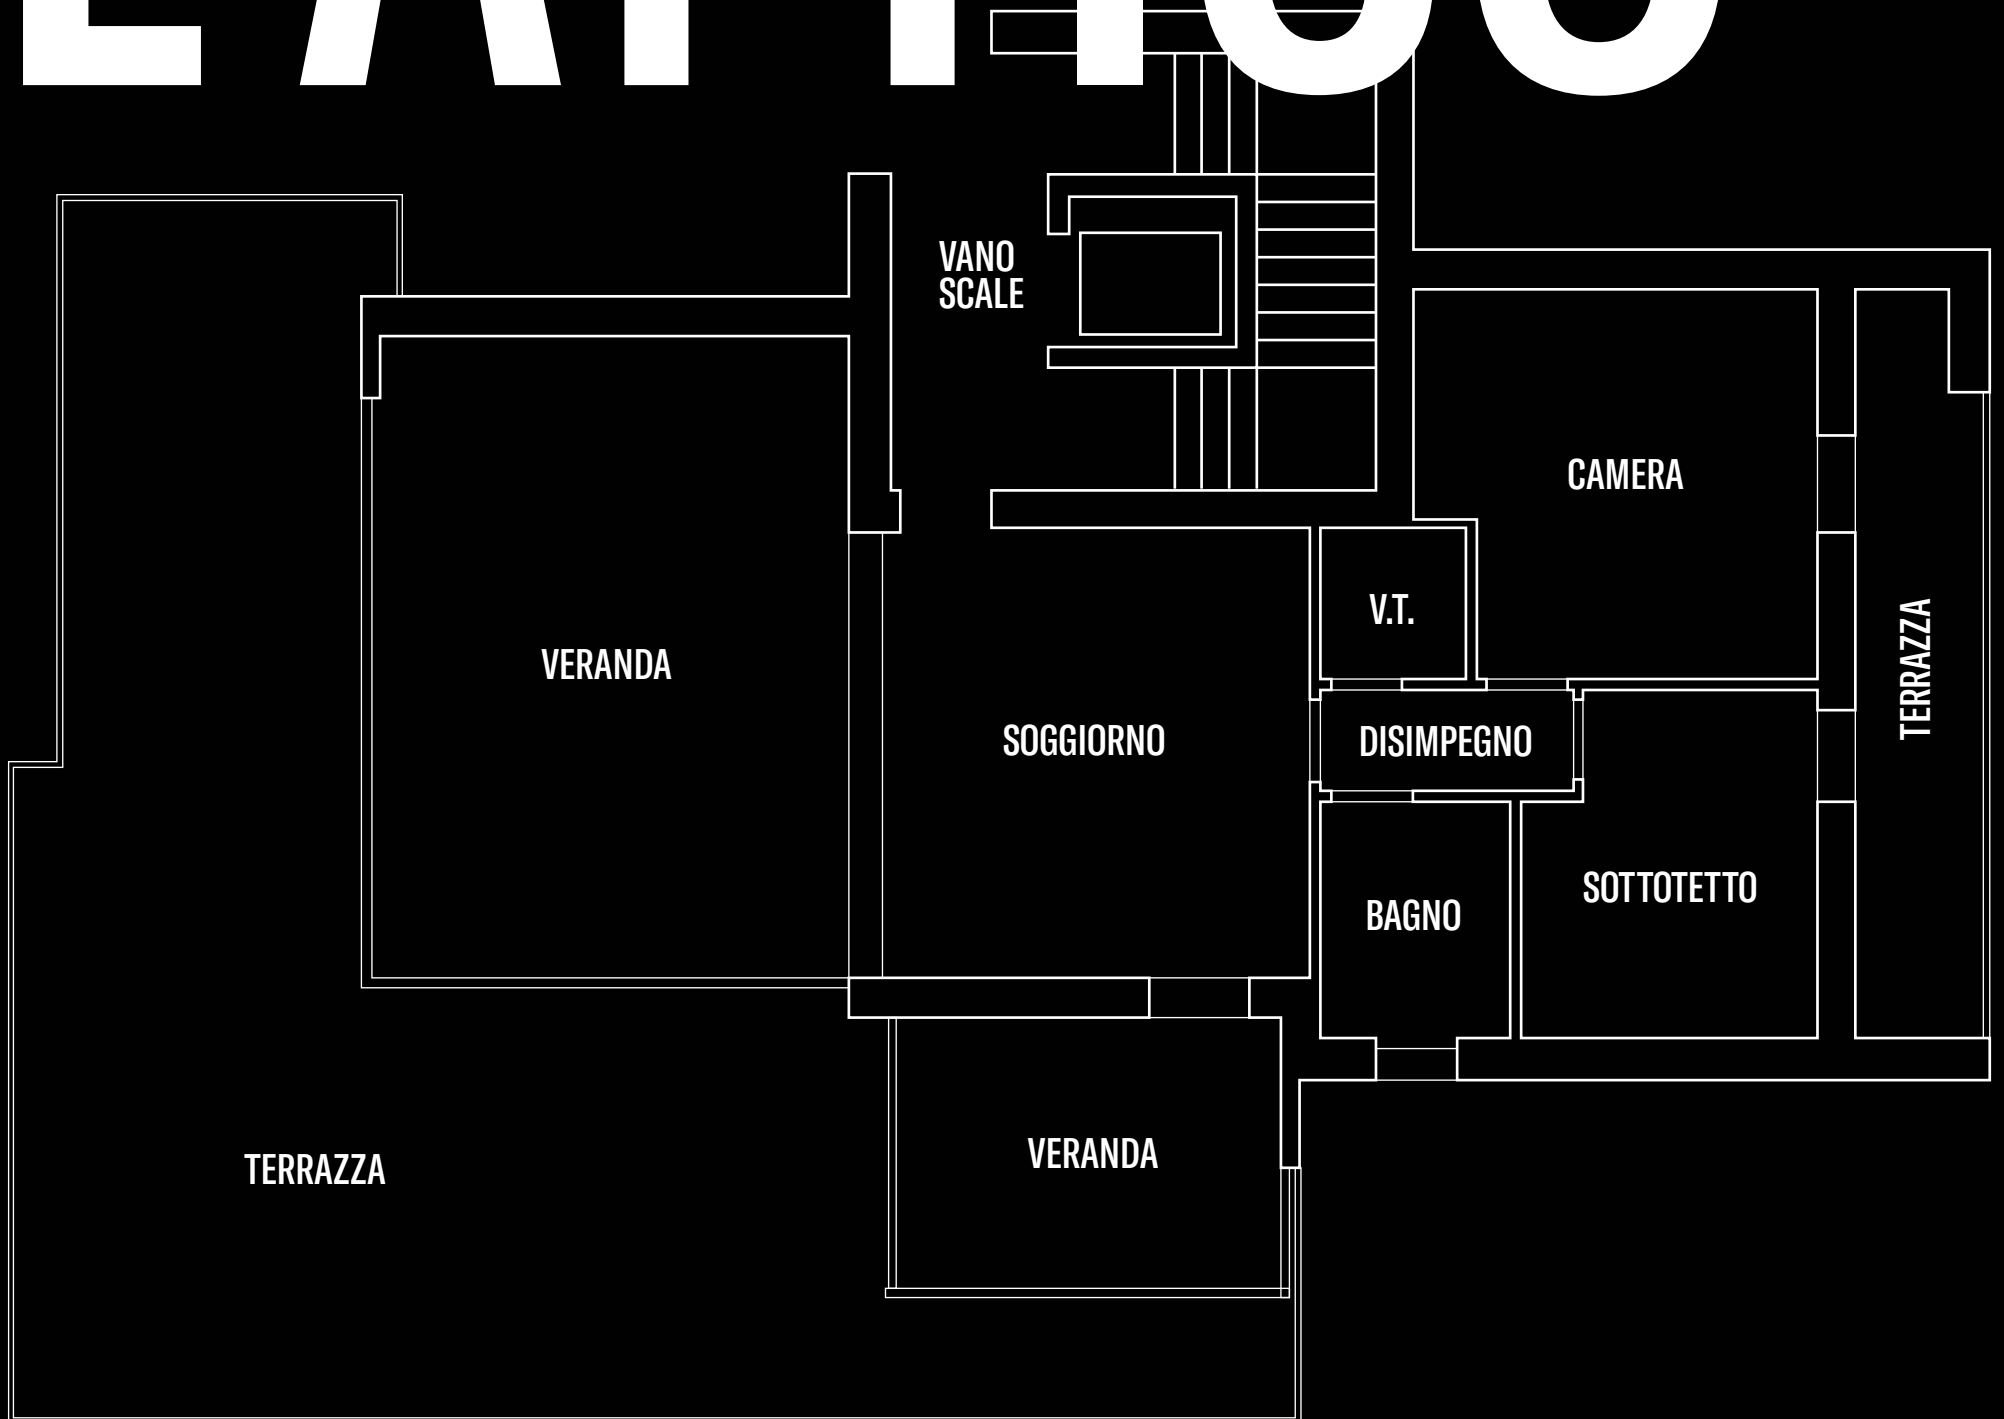 VANO
SCALE
CAMERA
V.T.
VERANDA
TERRAZZA
SOGGIORNO
DISIMPEGNO
SOTTOTETTO
BAGNO
VERANDA
TERRAZZA